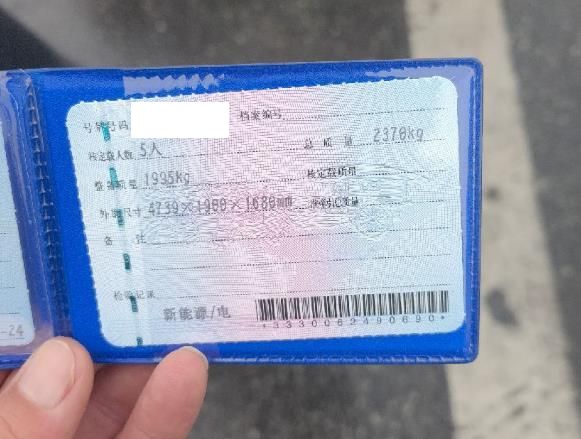 号牌号码 档案编号
核定载人数 5人 总质量 2370kg
整备质量 1995kg 核定载质量
外廓尺寸 4739×1900×1680mm 准牵引总质量
备注
检验记录
新能源/电
*3330062490690*
-24